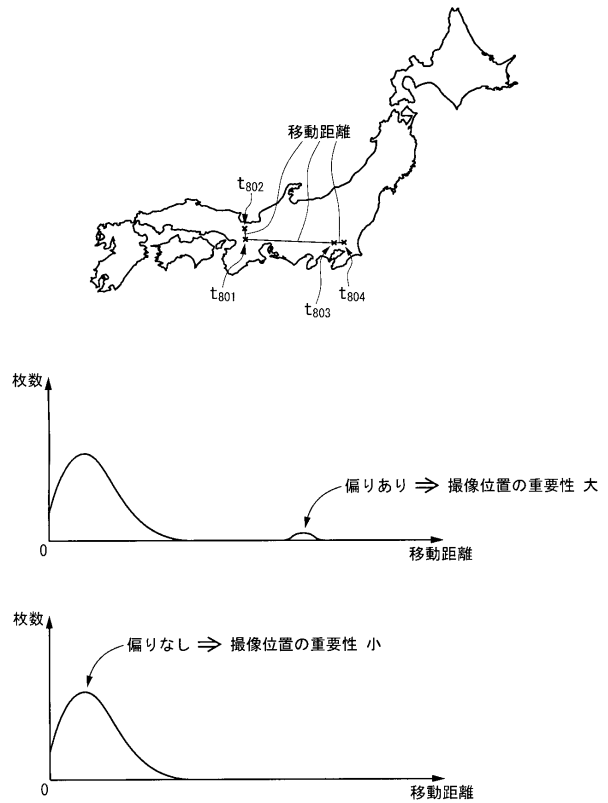 移動距離
t802
t801
t803
t804
枚数
偏りあり ⇒ 撮像位置の重要性 大
0
移動距離
枚数
偏りなし ⇒ 撮像位置の重要性 小
0
移動距離